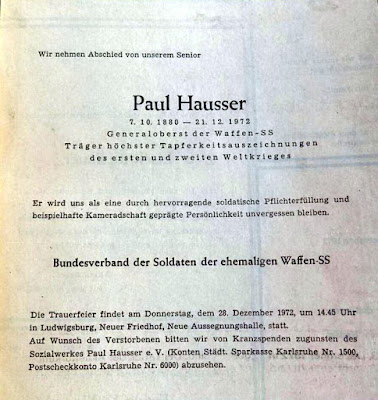 Wir nehmen Abschied von unserem Senior
Paul Hausser
7. 10. 1880 — 21. 12. 1972
Generaloberst der Waffen-SS
Träger höchster Tapferkeitsauszeichnungen
des ersten und zweiten Weltkrieges
Er wird uns als eine durch hervorragende soldatische Pflichterfüllung und
beispielhafte Kameradschaft geprägte Persönlichkeit unvergessen bleiben.
Bundesverband der Soldaten der ehemaligen Waffen-SS
Die Trauerfeier findet am Donnerstag, dem 28. Dezember 1972, um 14.45 Uhr
in Ludwigsburg, Neuer Friedhof, Neue Aussegnungshalle, statt.
Auf Wunsch des Verstorbenen bitten wir von Kranzspenden zugunsten des
Sozialwerkes Paul Hausser e. V. (Konten Städt. Sparkasse Karlsruhe Nr. 1500,
Postscheckkonto Karlsruhe Nr. 6000) abzusehen.